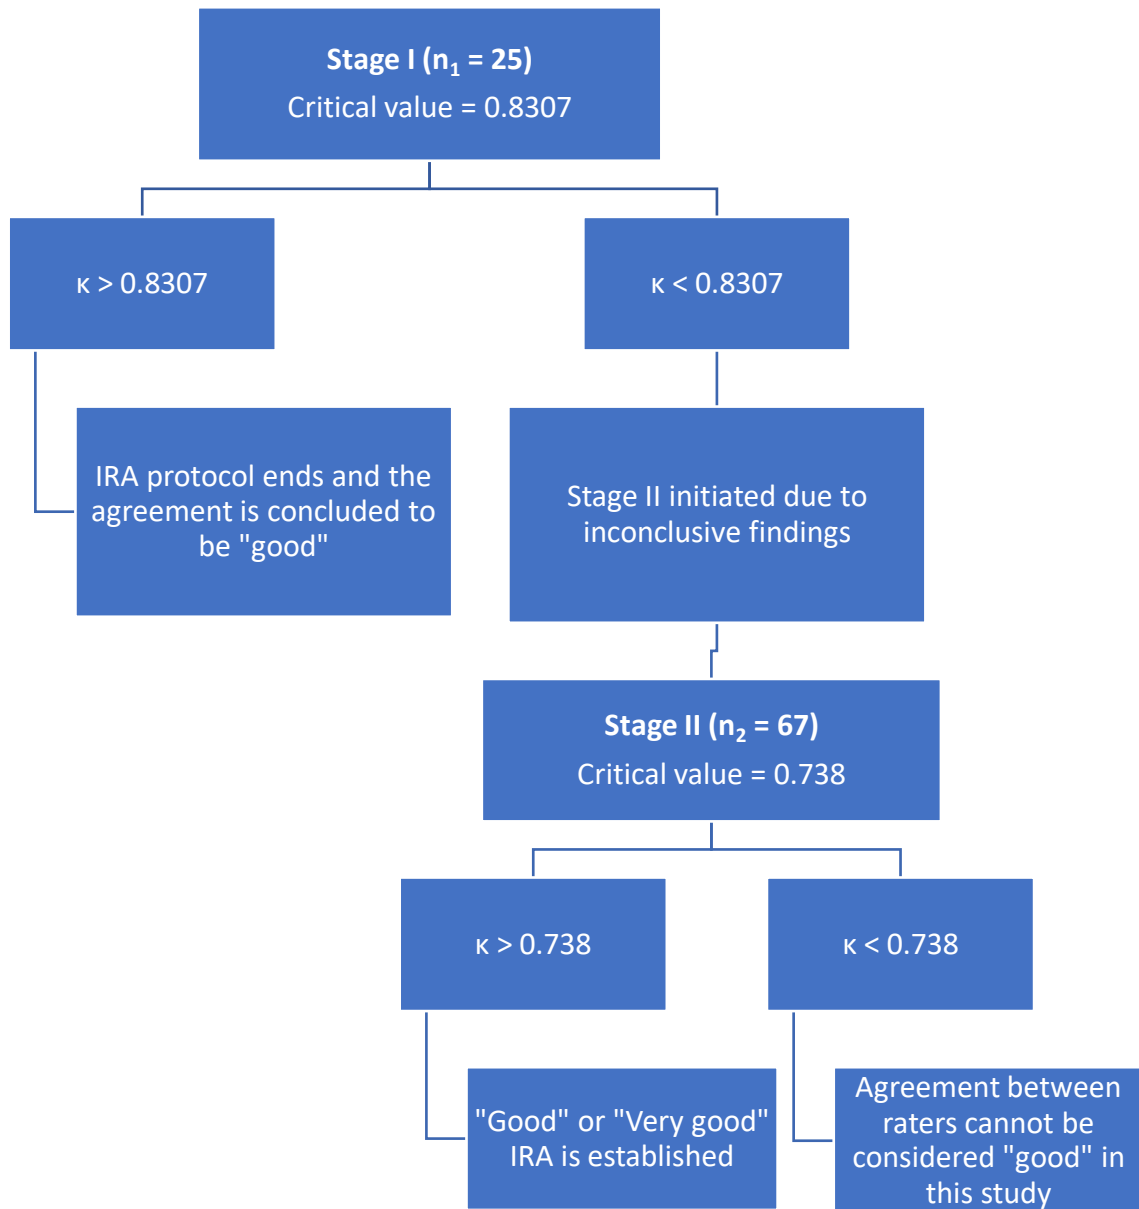 Stage I (n₁ = 25)
Critical value = 0.8307
κ > 0.8307
κ < 0.8307
IRA protocol ends and the
agreement is concluded to
be "good"
Stage II initiated due to
inconclusive findings
Stage II (n₂ = 67)
Critical value = 0.738
κ > 0.738
κ < 0.738
"Good" or "Very good"
IRA is established
Agreement between
raters cannot be
considered "good" in
this study